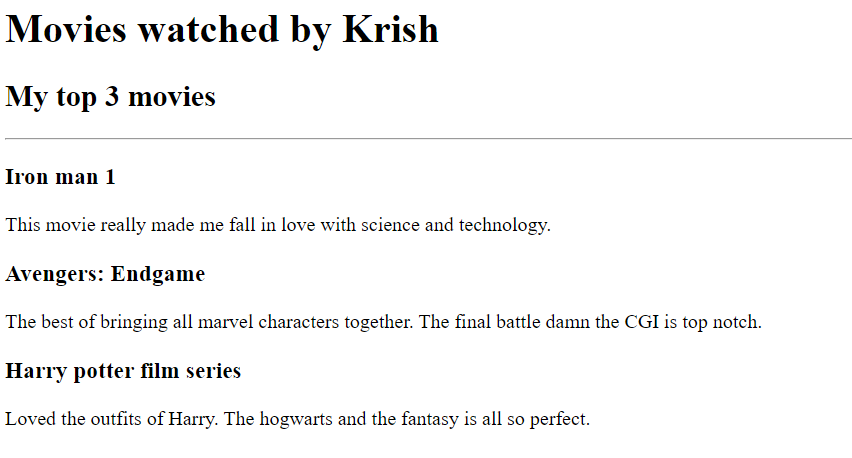 Movies watched by Krish
My top 3 movies
Iron man 1
This movie really made me fall in love with science and technology.
Avengers: Endgame
The best of bringing all marvel characters together. The final battle damn the CGI is top notch.
Harry potter film series
Loved the outfits of Harry. The hogwarts and the fantasy is all so perfect.